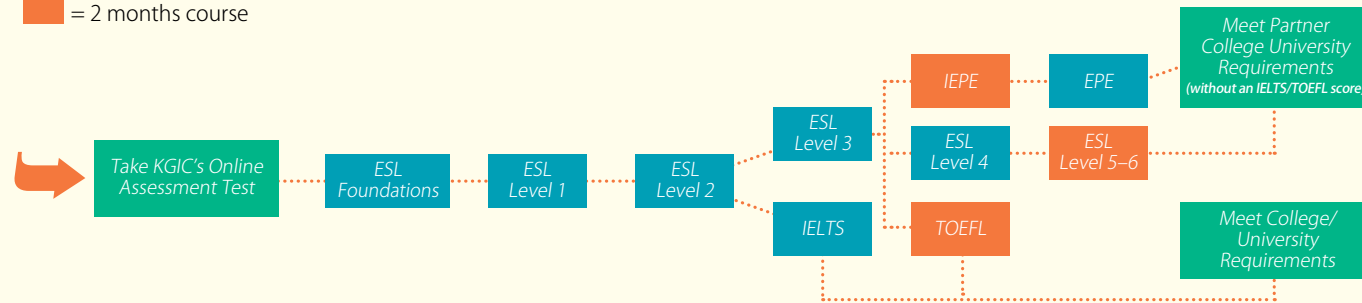 = 2 months course
Take KGIC's Online
Assessment Test
ESL
Foundations
ESL
Level 1
ESL
Level 2
ESL
Level 3
IELTS
IEPE
EPE
ESL
Level 4
ESL
Level 5–6
TOEFL
Meet Partner
College University
Requirements
(without an IELTS/TOEFL score)
Meet College/
University
Requirements